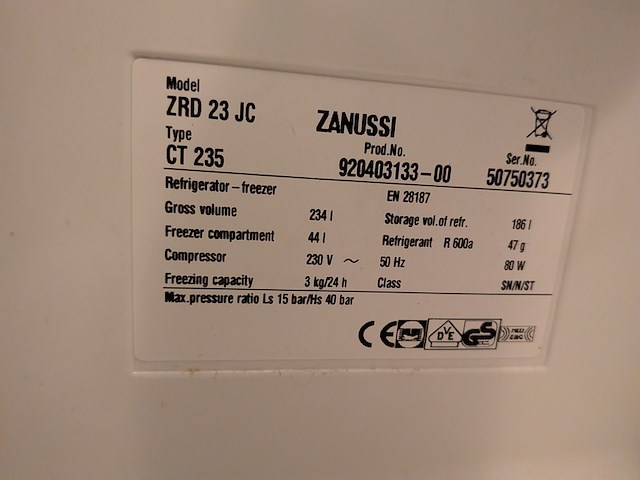 Model
ZRD 23 JC
ZANUSSI
Type
CT 235
Prod.No.
920403133-00
Ser.No.
50750373
Refrigerator-freezer
EN 28187
Gross volume 234 l
Storage vol.of refr. 186 l
Freezer compartment 44 l
Refrigerant R 600a 47 g
Compressor 230 V ~ 50 Hz 80 W
Freezing capacity 3 kg/24 h
Class SN/N/ST
Max.pressure ratio Ls 15 bar/Hs 40 bar
CE DVE GS